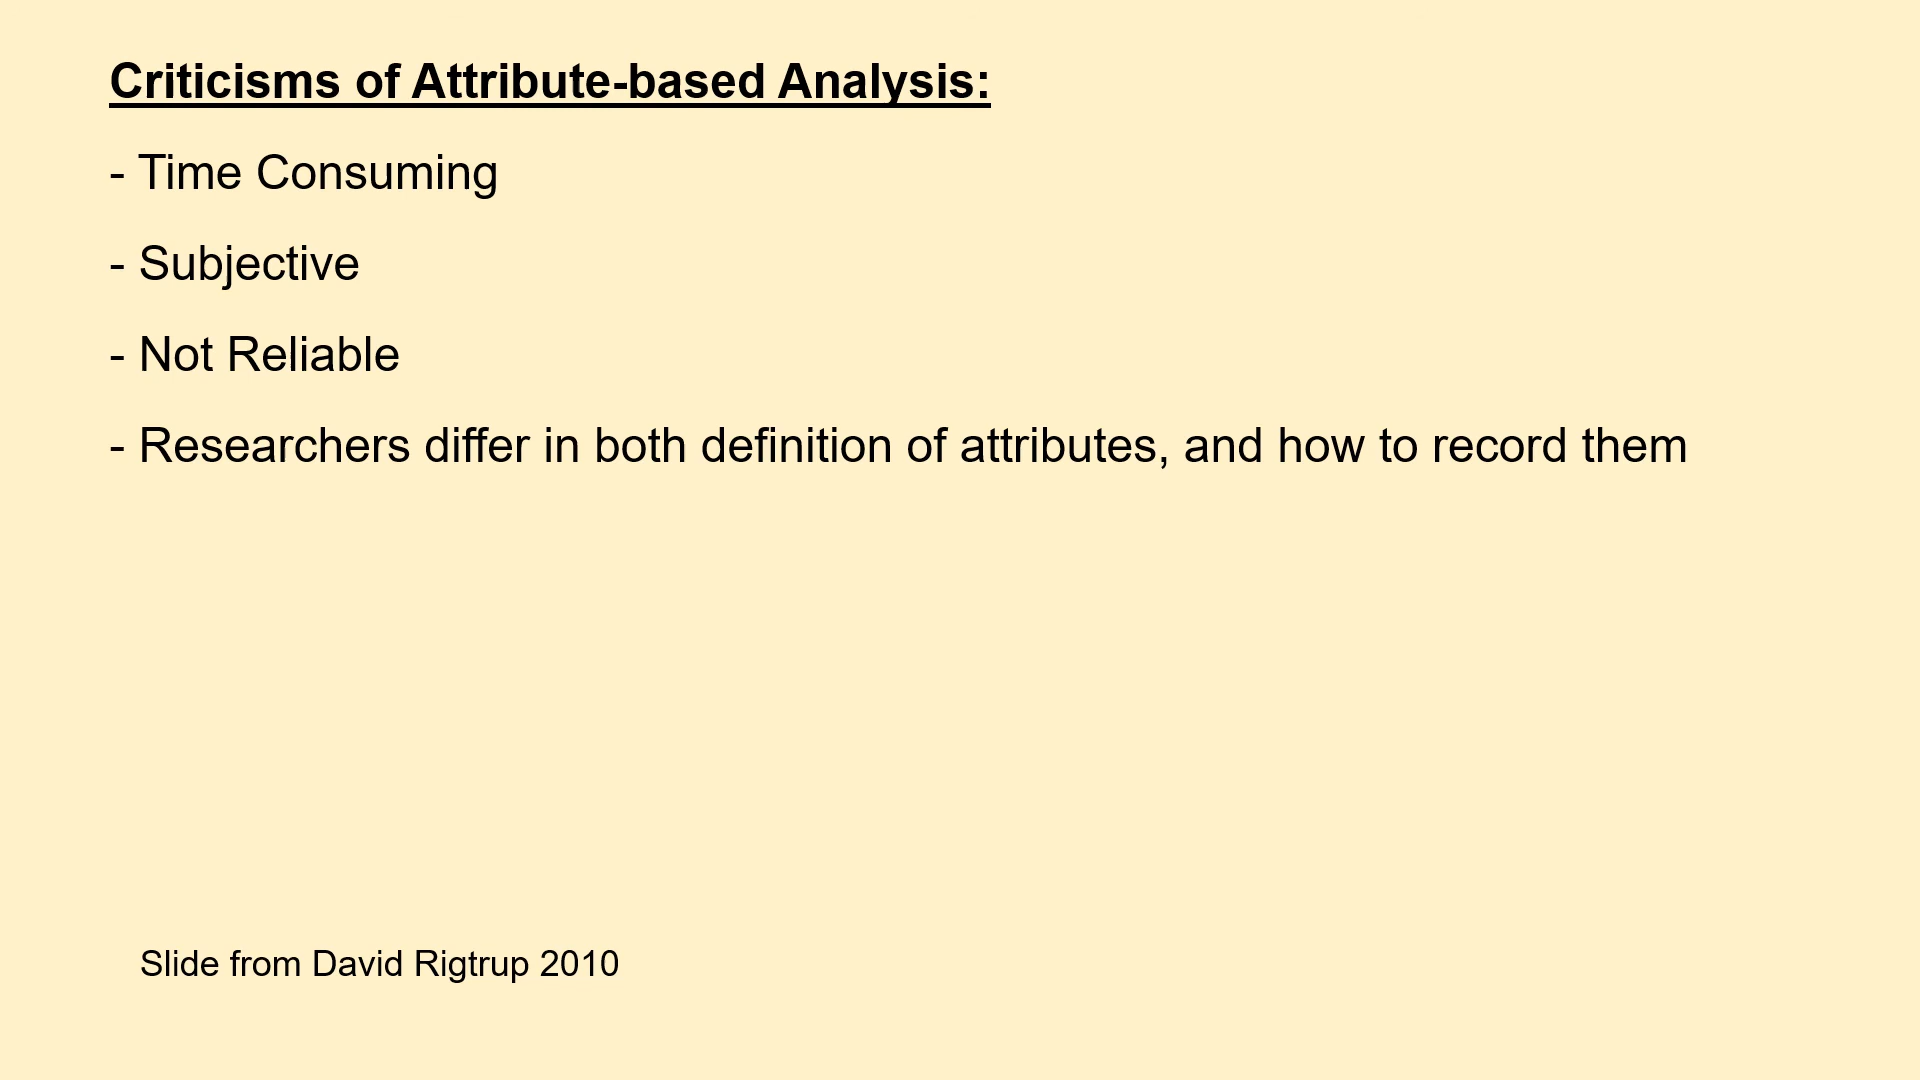 Criticisms of Attribute-based Analysis:
- Time Consuming
- Subjective
- Not Reliable
- Researchers differ in both definition of attributes, and how to record them
Slide from David Rigtrup 2010